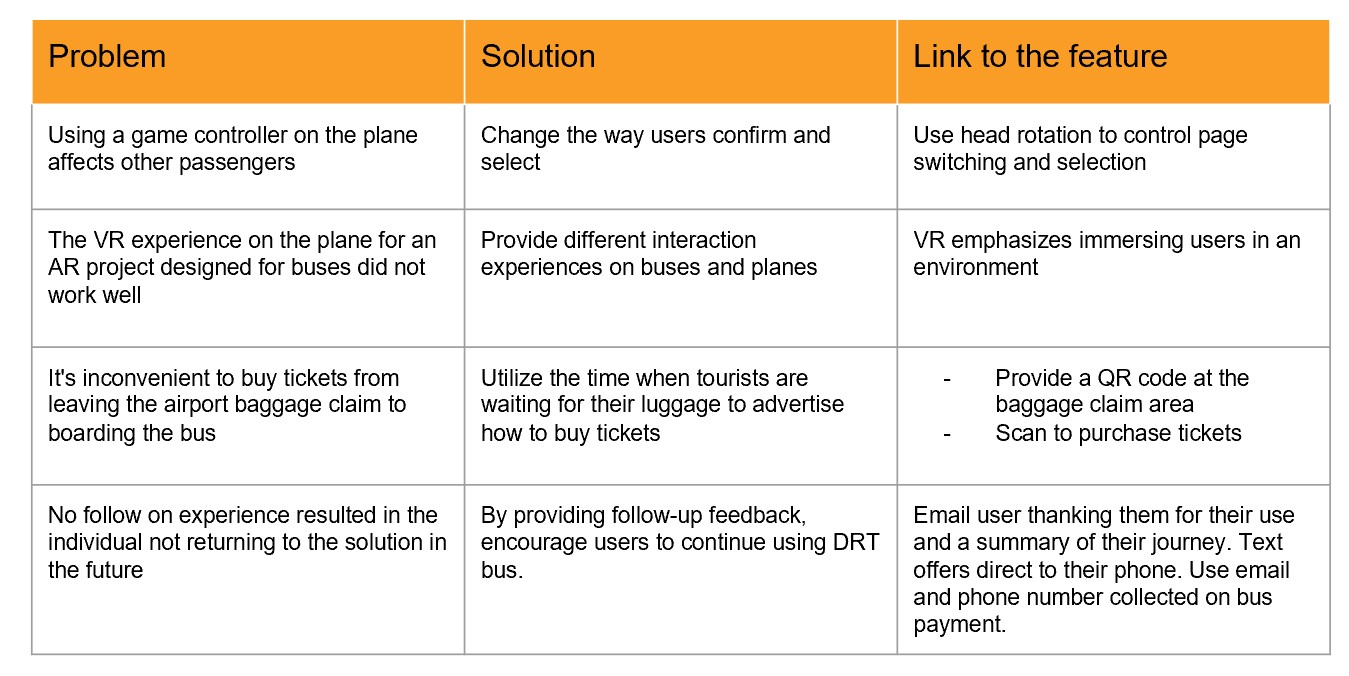 Problem
Solution
Link to the feature
Using a game controller on the plane
affects other passengers
Change the way users confirm and
select
Use head rotation to control page
switching and selection
The VR experience on the plane for an
AR project designed for buses did not
work well
Provide different interaction
experiences on buses and planes
VR emphasizes immersing users in an
environment
It's inconvenient to buy tickets from
leaving the airport baggage claim to
boarding the bus
Utilize the time when tourists are
waiting for their luggage to advertise
how to buy tickets
- Provide a QR code at the
baggage claim area
- Scan to purchase tickets
No follow on experience resulted in the
individual not returning to the solution in
the future
By providing follow-up feedback,
encourage users to continue using DRT
bus.
Email user thanking them for their use
and a summary of their journey. Text
offers direct to their phone. Use email
and phone number collected on bus
payment.